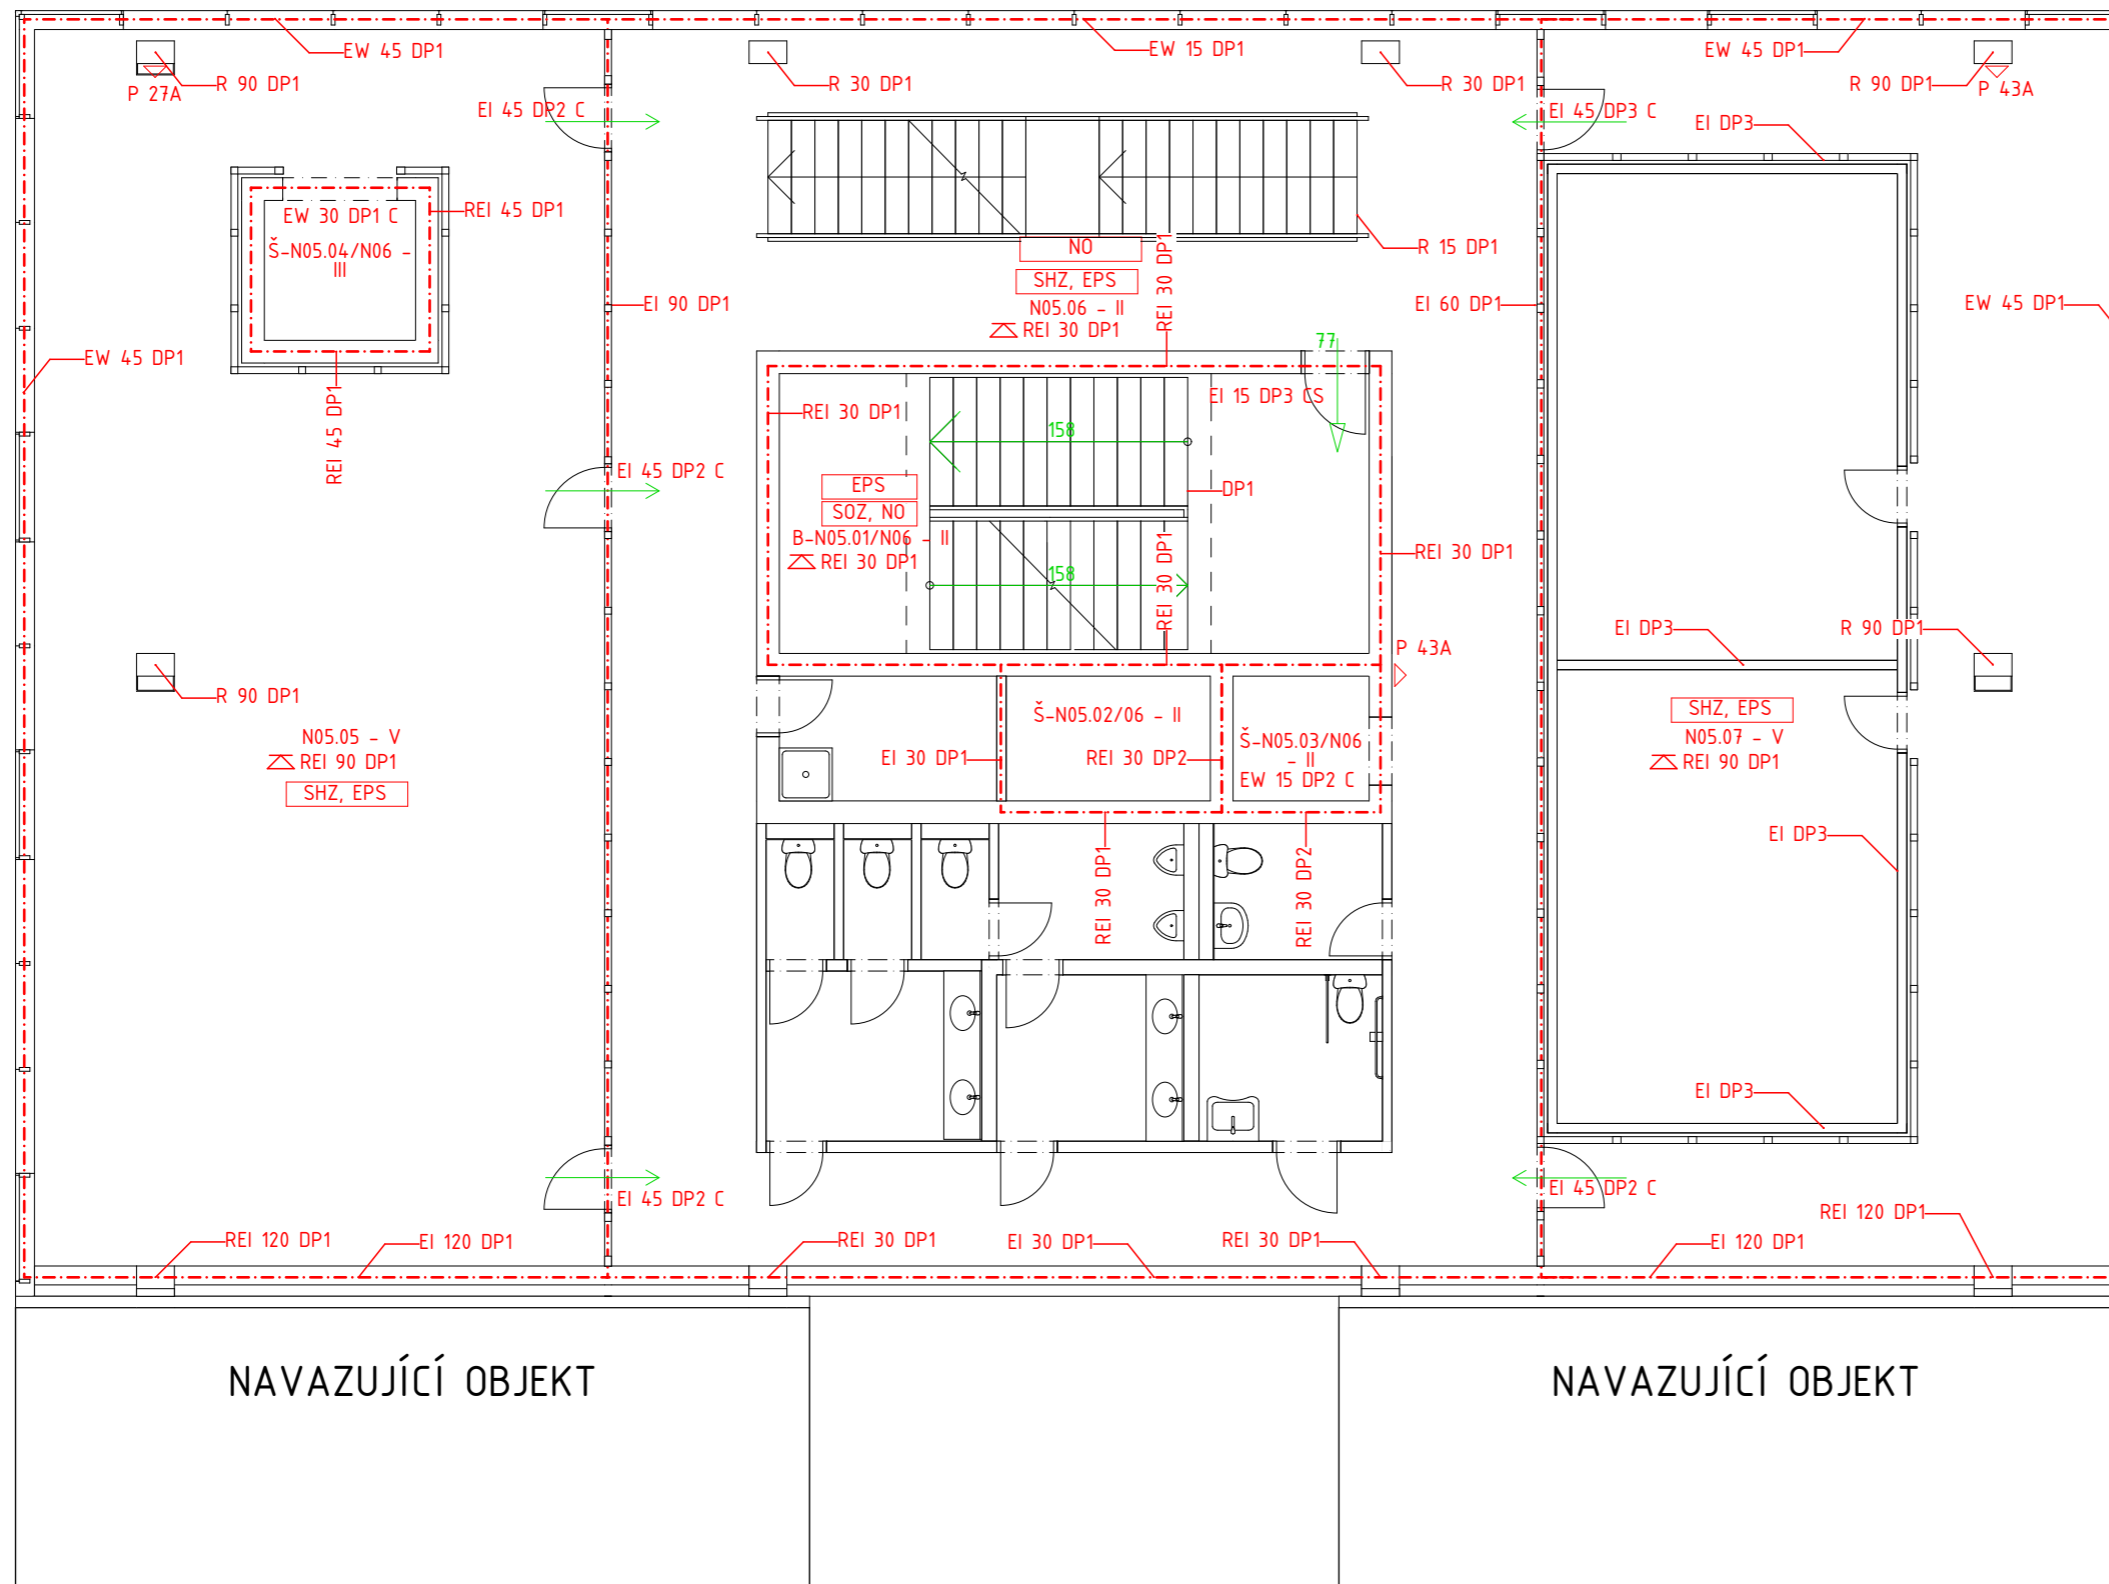 EW 45 DP1
EW 15 DP1
EW 45 DP1
R 90 DP1
P 27A
R 30 DP1
R 30 DP1
R 90 DP1
P 43A
EI 45 DP2 C
EI 45 DP3 C
EI DP3
EW 30 DP1 C
REI 45 DP1
Š-N05.04/N06 -
III
NO
SHZ, EPS
N05.06 - II
REI 30 DP1
REI 30 DP1
R 15 DP1
EI 90 DP1
EI 60 DP1
EW 45 DP1
EW 45 DP1
REI 45 DP1
77
EI 15 DP3 CS
REI 30 DP1
158
EI 45 DP2 C
EPS
SOZ, NO
B-N05.01/N06 - II
REI 30 DP1
DP1
REI 30 DP1
158
REI 30 DP1
EI DP3
R 90 DP1
P 43A
R 90 DP1
N05.05 - V
REI 90 DP1
SHZ, EPS
Š-N05.02/06 - II
EI 30 DP1
REI 30 DP2
Š-N05.03/N06
- II
EW 15 DP2 C
SHZ, EPS
N05.07 - V
REI 90 DP1
EI DP3
REI 30 DP1
REI 30 DP2
EI DP3
EI 45 DP2 C
EI 45 DP2 C
REI 120 DP1
EI 120 DP1
REI 30 DP1
EI 30 DP1
REI 30 DP1
EI 120 DP1
REI 120 DP1
NAVAZUJÍCÍ OBJEKT
NAVAZUJÍCÍ OBJEKT